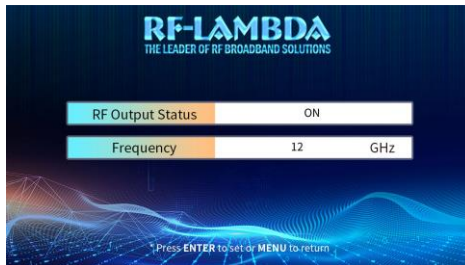 RF-LAMBDA
THE LEADER OF RF BROADBAND SOLUTIONS
RF Output Status ON
Frequency 12 GHz
* Press ENTER to set or MENU to return